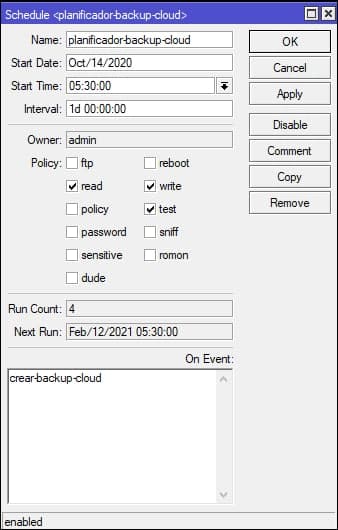 Schedule <planificador-backup-cloud>
Name: planificador-backup-cloud
OK
Start Date: Oct/14/2020
Cancel
Start Time: 05:30:00
Apply
Interval: 1d 00:00:00
Owner: admin
Disable
Policy: ftp reboot
Comment
read write
Copy
policy test
Remove
password sniff
sensitive romon
dude
Run Count: 4
Next Run: Feb/12/2021 05:30:00
On Event:
crear-backup-cloud
enabled